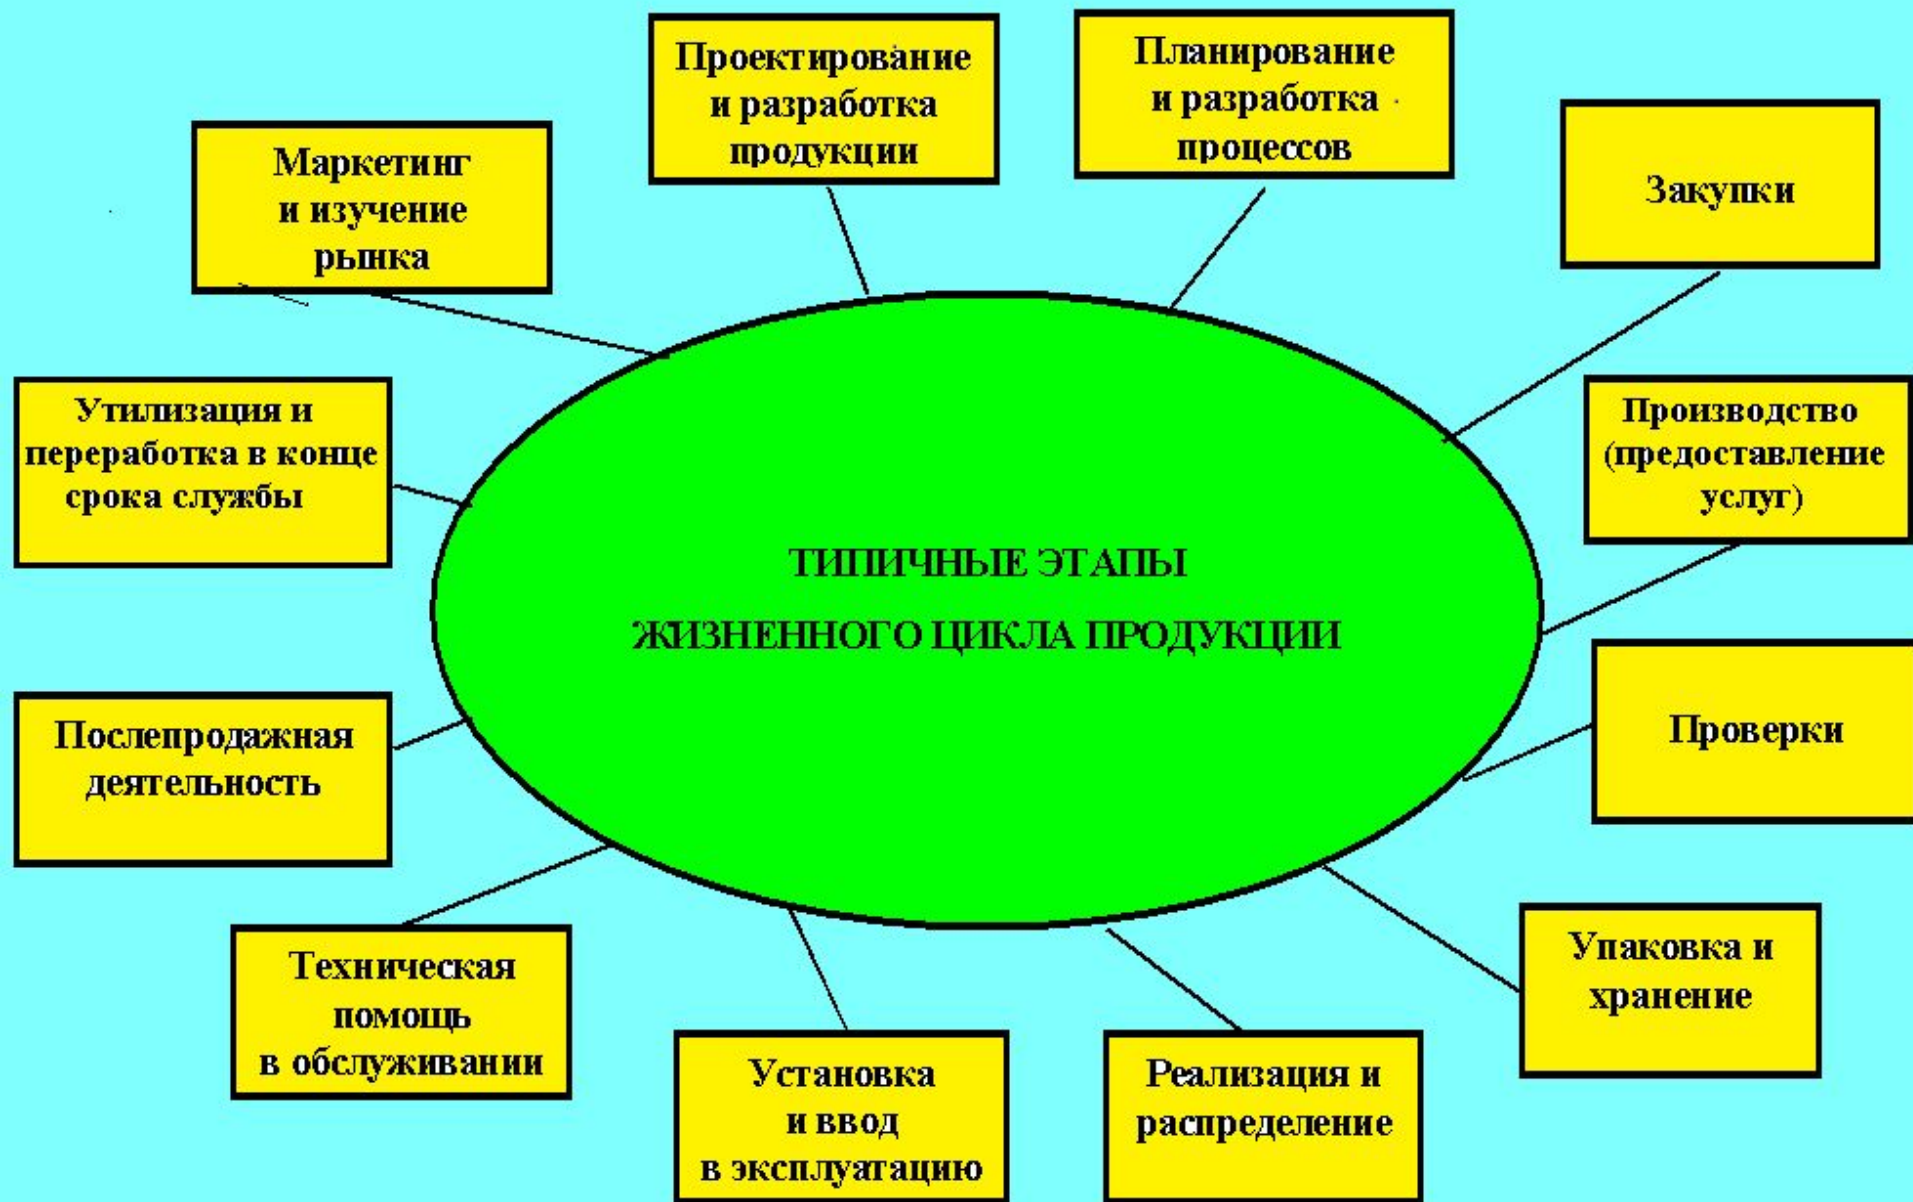 Маркетинг
и изучение
рынка
Проектирование
и разработка
продукции
Планирование
и разработка
процессов
Закупки
Производство
(предоставление
услуг)
Проверки
Упаковка и
хранение
Реализация и
распределение
Установка
и ввод
в эксплуатацию
Техническая
помощь
в обслуживании
Послепродажная
деятельность
Утилизация и
переработка в конце
срока службы
ТИПИЧНЫЕ ЭТАПЫ
ЖИЗНЕННОГО ЦИКЛА ПРОДУКЦИИ